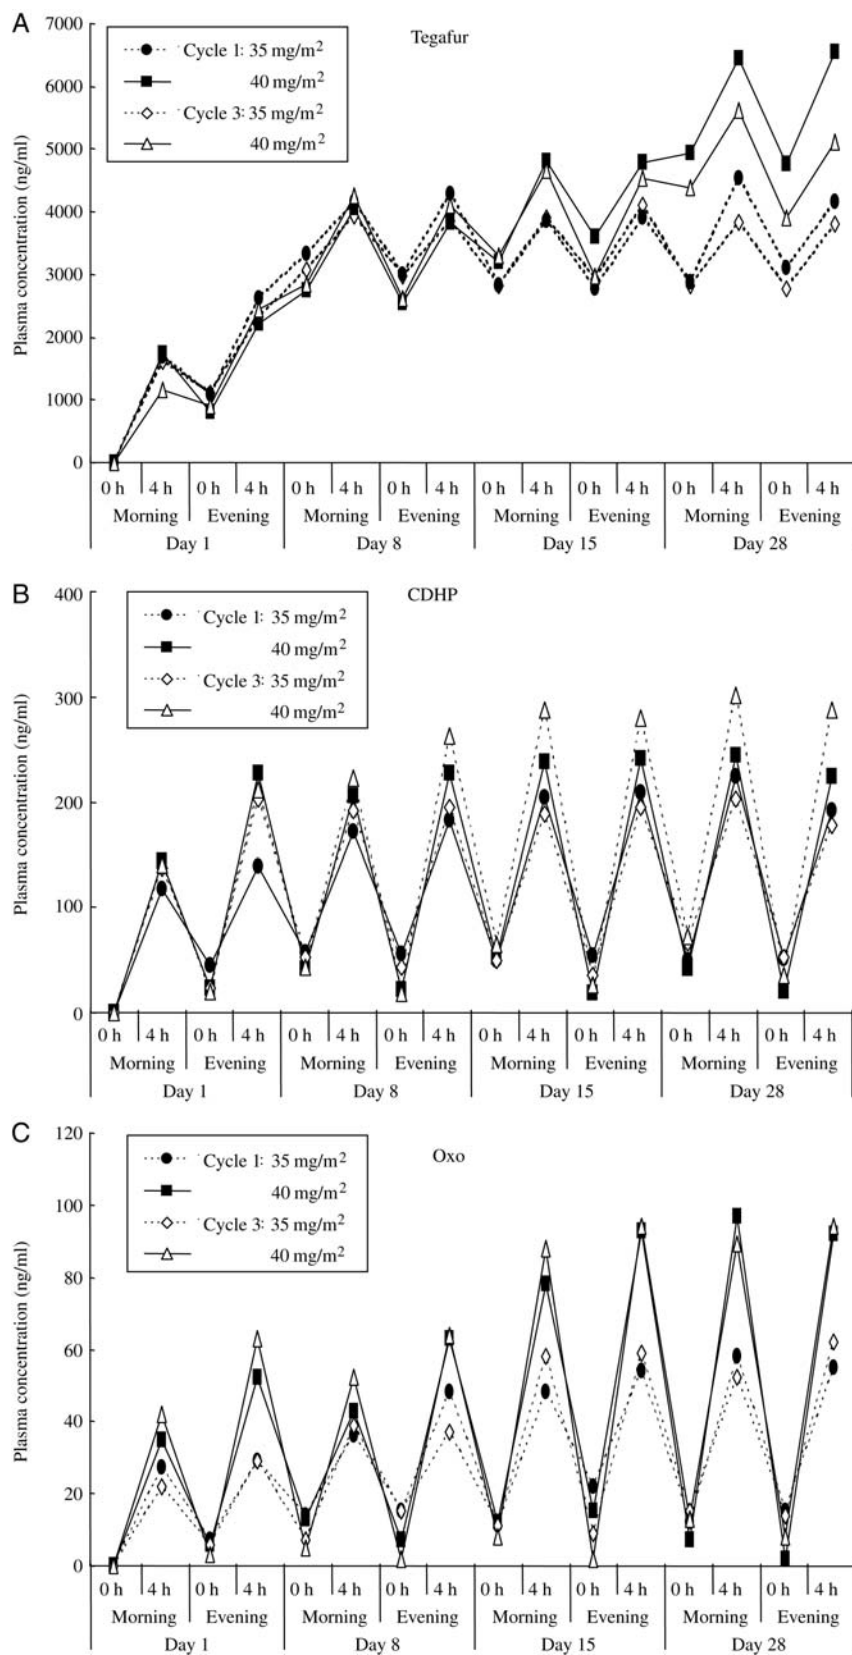 A
Tegafur
Cycle 1: 35 mg/m²
40 mg/m²
Cycle 3: 35 mg/m²
40 mg/m²
Plasma concentration (ng/ml)
7000
6000
5000
4000
3000
2000
1000
0
0 h 4 h 0 h 4 h 0 h 4 h 0 h 4 h 0 h 4 h 0 h 4 h 0 h 4 h 0 h 4 h
Morning Evening Morning Evening Morning Evening Morning Evening
Day 1 Day 8 Day 15 Day 28
B
CDHP
Cycle 1: 35 mg/m²
40 mg/m²
Cycle 3: 35 mg/m²
40 mg/m²
Plasma concentration (ng/ml)
400
300
200
100
0
0 h 4 h 0 h 4 h 0 h 4 h 0 h 4 h 0 h 4 h 0 h 4 h 0 h 4 h 0 h 4 h
Morning Evening Morning Evening Morning Evening Morning Evening
Day 1 Day 8 Day 15 Day 28
C
Oxo
Cycle 1: 35 mg/m²
40 mg/m²
Cycle 3: 35 mg/m²
40 mg/m²
Plasma concentration (ng/ml)
120
100
80
60
40
20
0
0 h 4 h 0 h 4 h 0 h 4 h 0 h 4 h 0 h 4 h 0 h 4 h 0 h 4 h 0 h 4 h
Morning Evening Morning Evening Morning Evening Morning Evening
Day 1 Day 8 Day 15 Day 28